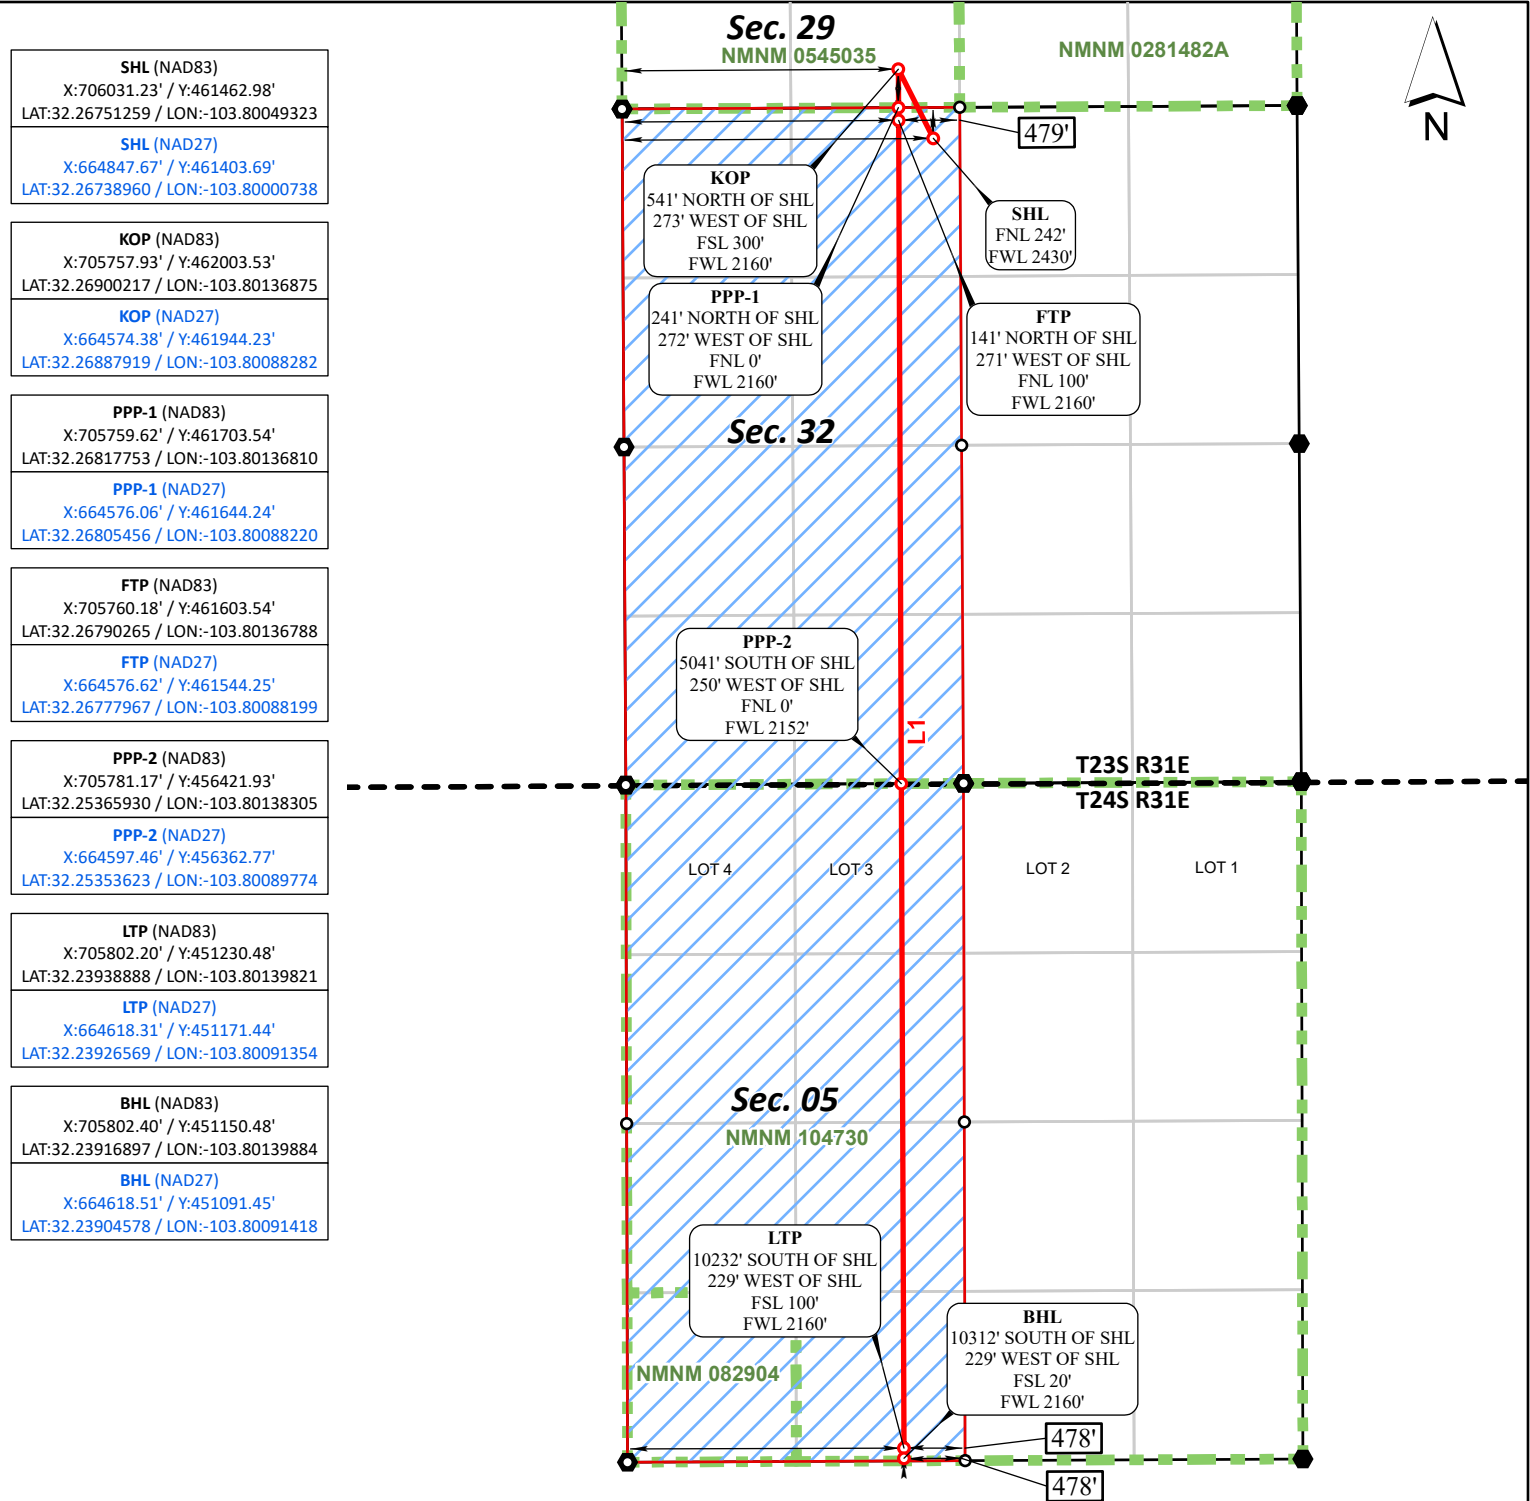 SHL (NAD83)
X:706031.23' / Y:461462.98'
LAT:32.26751259 / LON:-103.80049323
SHL (NAD27)
X:664847.67' / Y:461403.69'
LAT:32.26738960 / LON:-103.80000738
KOP (NAD83)
X:705757.93' / Y:462003.53'
LAT:32.26900217 / LON:-103.80136875
KOP (NAD27)
X:664574.38' / Y:461944.23'
LAT:32.26887919 / LON:-103.80088282
PPP-1 (NAD83)
X:705759.62' / Y:461703.54'
LAT:32.26817753 / LON:-103.80136810
PPP-1 (NAD27)
X:664576.06' / Y:461644.24'
LAT:32.26805456 / LON:-103.80088220
FTP (NAD83)
X:705760.18' / Y:461603.54'
LAT:32.26790265 / LON:-103.80136788
FTP (NAD27)
X:664576.62' / Y:461544.25'
LAT:32.26777967 / LON:-103.80088199
PPP-2 (NAD83)
X:705781.17' / Y:456421.93'
LAT:32.25365930 / LON:-103.80138305
PPP-2 (NAD27)
X:664597.46' / Y:456362.77'
LAT:32.25353623 / LON:-103.80089774
LTP (NAD83)
X:705802.20' / Y:451230.48'
LAT:32.23938888 / LON:-103.80139821
LTP (NAD27)
X:664618.31' / Y:451171.44'
LAT:32.23926569 / LON:-103.80091354
BHL (NAD83)
X:705802.40' / Y:451150.48'
LAT:32.23916897 / LON:-103.80139884
BHL (NAD27)
X:664618.51' / Y:451091.45'
LAT:32.23904578 / LON:-103.80091418
Sec. 29
NMNM 0545035
NMNM 0281482A
N
479'
KOP
541' NORTH OF SHL
273' WEST OF SHL
FSL 300'
FWL 2160'
SHL
FNL 242'
FWL 2430'
PPP-1
241' NORTH OF SHL
272' WEST OF SHL
FNL 0'
FWL 2160'
FTP
141' NORTH OF SHL
271' WEST OF SHL
FNL 100'
FWL 2160'
Sec. 32
PPP-2
5041' SOUTH OF SHL
250' WEST OF SHL
FNL 0'
FWL 2152'
L1
T23S R31E
T24S R31E
LOT 4
LOT 3
LOT 2
LOT 1
Sec. 05
NMNM 104730
LTP
10232' SOUTH OF SHL
229' WEST OF SHL
FSL 100'
FWL 2160'
BHL
10312' SOUTH OF SHL
229' WEST OF SHL
FSL 20'
FWL 2160'
NMNM 082904
478'
478'